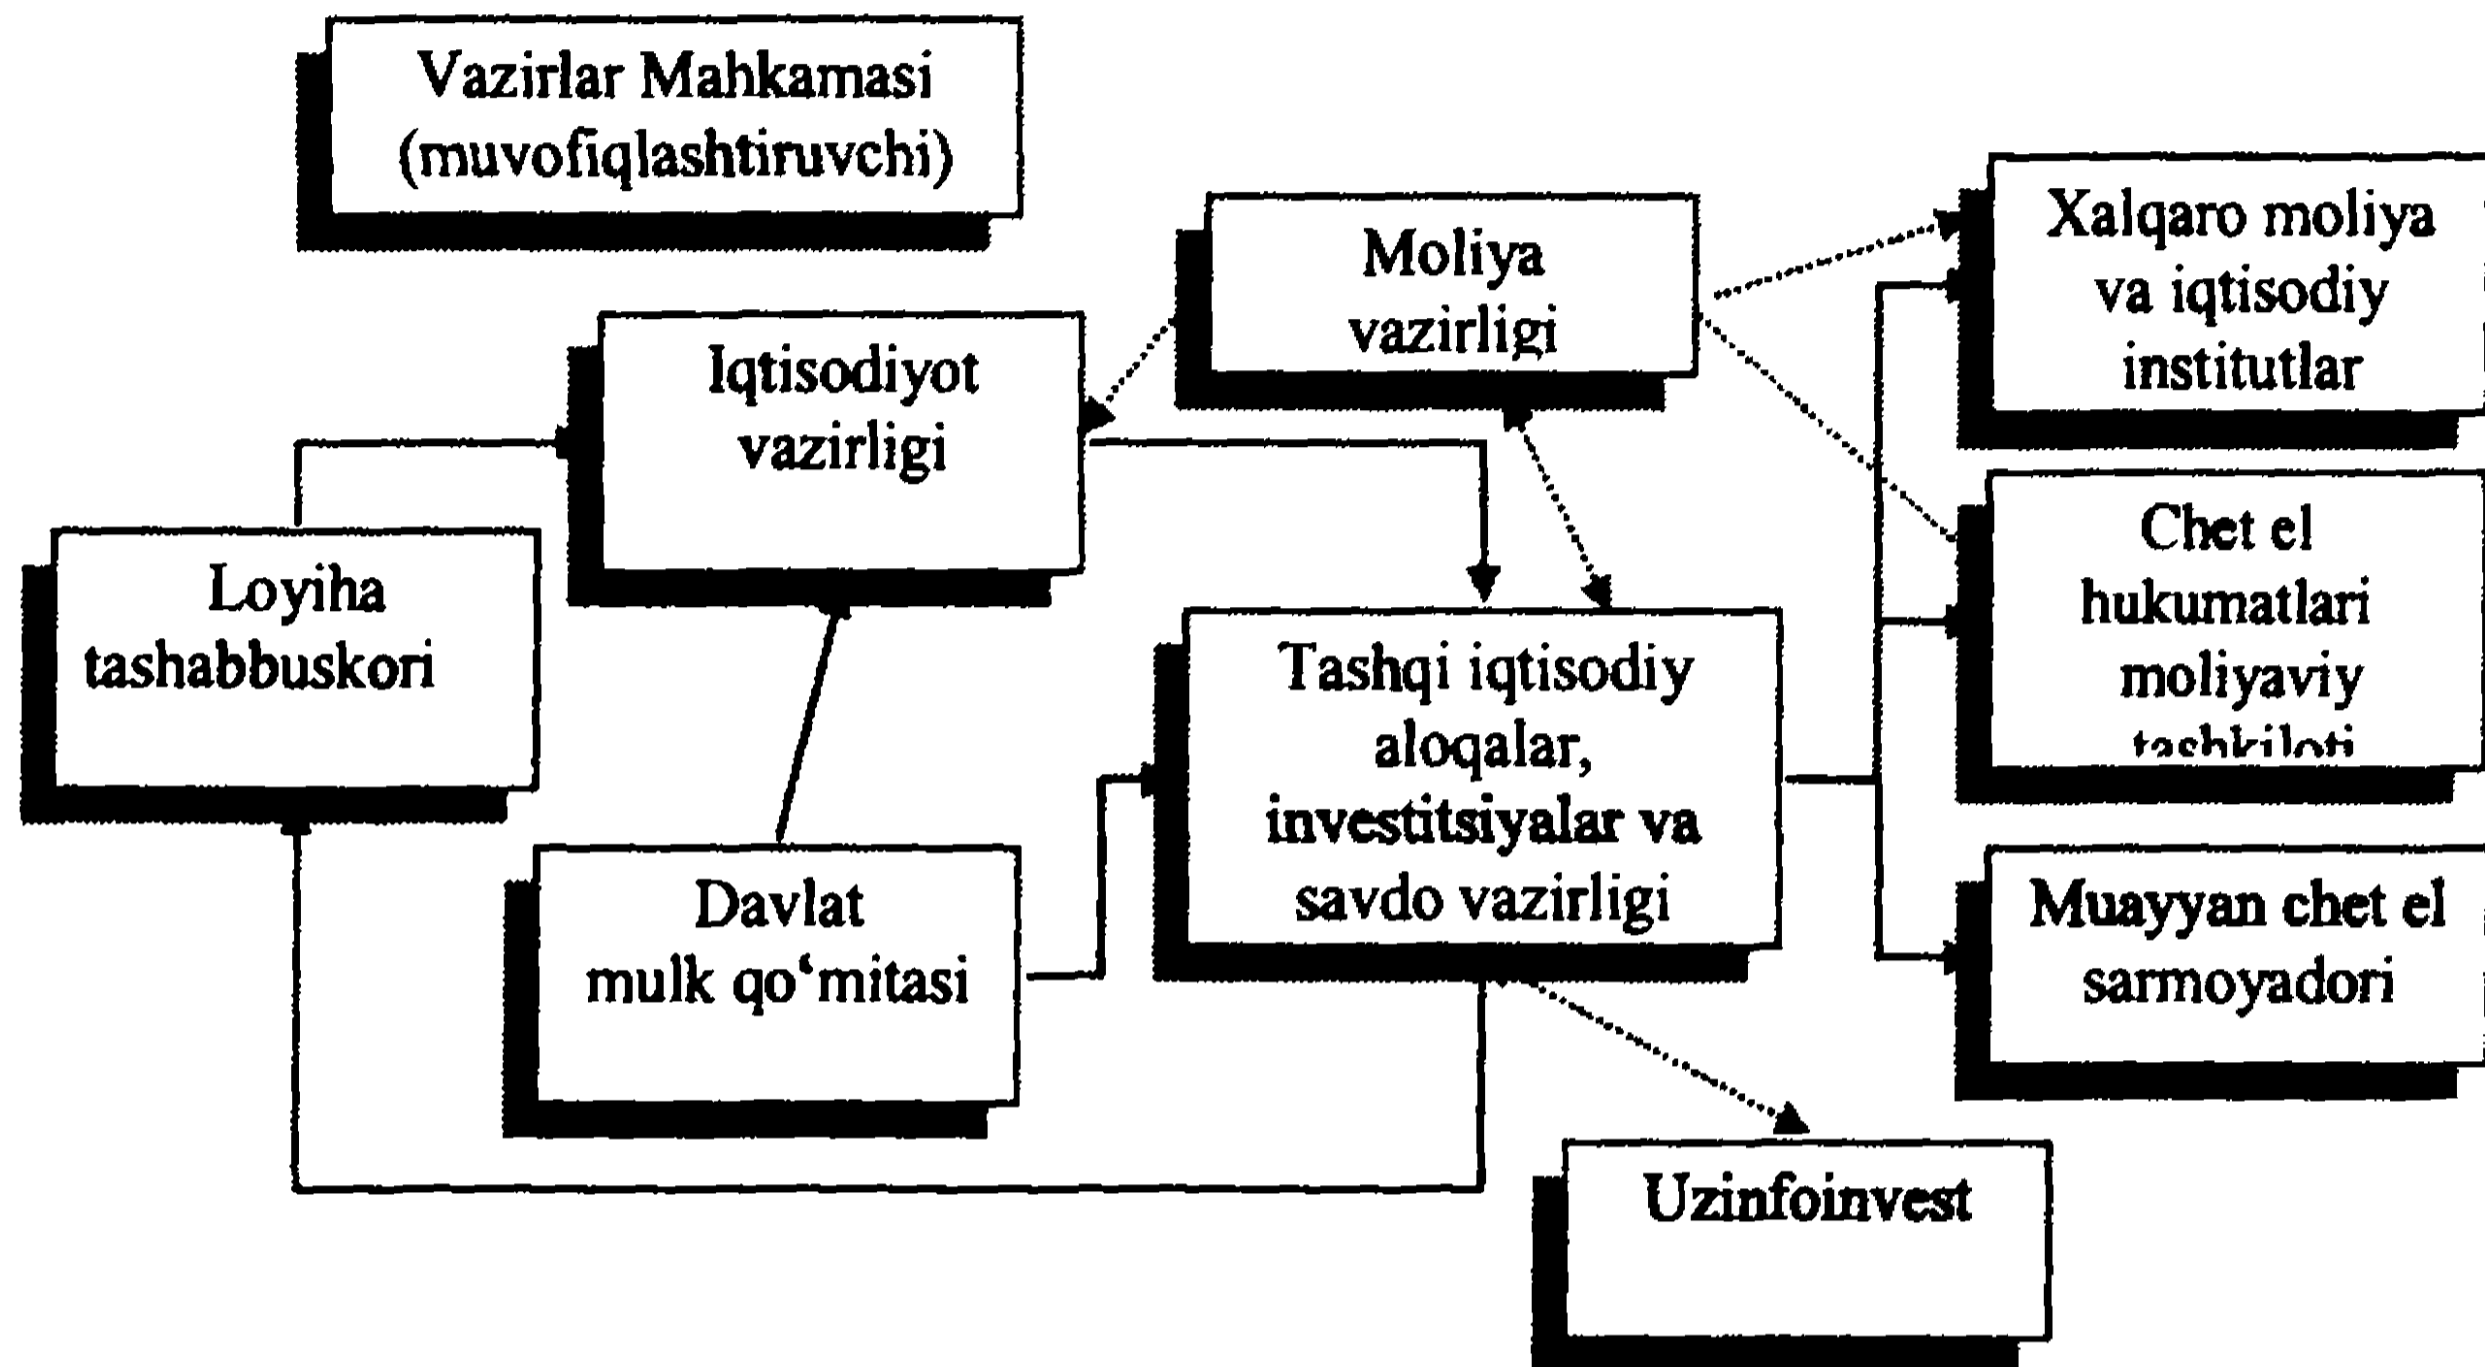 Vazirlar Mahkamasi
(muvofiqlashtiruvchi)
Moliya
vazirligi
Xalqaro moliya
va iqtisodiy
institutlar
Iqtisodiyot
vazirligi
Loyiha
tashabbuskori
Chet el
hukumatlari
moliyaviy
tashkiloti
Tashqi iqtisodiy
aloqalar,
investitsiyalar va
savdo vazirligi
Davlat
mulk qo‘mitasi
Muayyan chet el
sarmoyadori
Uzinfoinvest